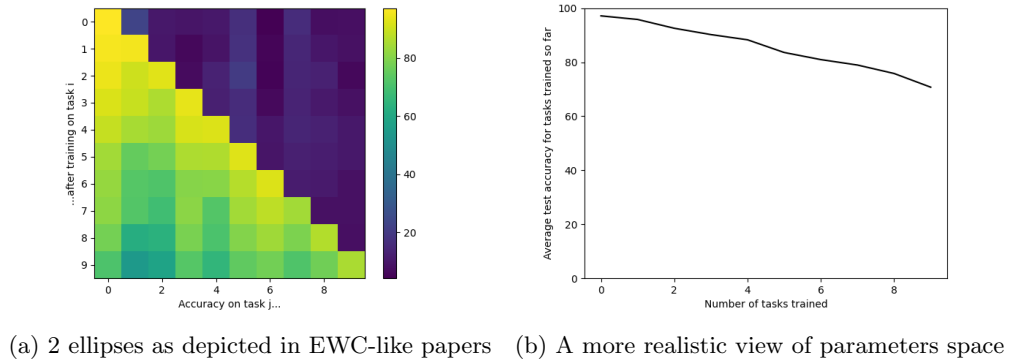 0
1
2
3
4
5
6
7
8
9
...after training on task i
0 2 4 6 8
Accuracy on task j...
80
60
40
20
100
80
60
40
20
0
Average test accuracy for tasks trained so far
0 2 4 6 8
Number of tasks trained
(a) 2 ellipses as depicted in EWC-like papers
(b) A more realistic view of parameters space